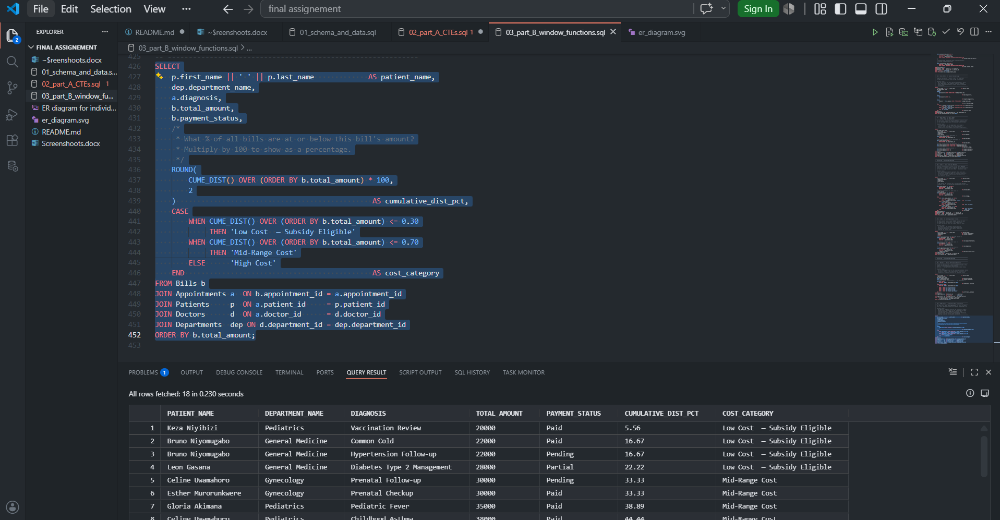 File Edit Selection View ··· final assignement Sign In
EXPLORER ···
FINAL ASSIGNEMENT
~$reenshoots.docx
01_schema_and_data.s...
02_part_A_CTEs.sql 1
03_part_B_window_fu...
ER diagram for individ...
er_diagram.svg
README.md
Screenshoots.docx
2
README.md ~$reenshoots.docx 01_schema_and_data.sql 02_part_A_CTEs.sql 1 03_part_B_window_functions.sql er_diagram.svg
03_part_B_window_functions.sql > ...
425 -- ------------------------------------------------------------
426 SELECT
427 p.first_name || ' ' || p.last_name AS patient_name,
428 dep.department_name,
429 a.diagnosis,
430 b.total_amount,
431 b.payment_status,
432 /*
433 * What % of all bills are at or below this bill's amount?
434 * Multiply by 100 to show as a percentage.
435 */
436 ROUND(
437 CUME_DIST() OVER (ORDER BY b.total_amount) * 100,
438 2
439 ) AS cumulative_dist_pct,
440 CASE
441 WHEN CUME_DIST() OVER (ORDER BY b.total_amount) <= 0.30
442 THEN 'Low Cost – Subsidy Eligible'
443 WHEN CUME_DIST() OVER (ORDER BY b.total_amount) <= 0.70
444 THEN 'Mid-Range Cost'
445 ELSE 'High Cost'
446 END AS cost_category
447 FROM Bills b
448 JOIN Appointments a ON b.appointment_id = a.appointment_id
449 JOIN Patients p ON a.patient_id = p.patient_id
450 JOIN Doctors d ON a.doctor_id = d.doctor_id
451 JOIN Departments dep ON d.department_id = dep.department_id
452 ORDER BY b.total_amount;
453
PROBLEMS 1 OUTPUT DEBUG CONSOLE TERMINAL PORTS QUERY RESULT SCRIPT OUTPUT SQL HISTORY TASK MONITOR
All rows fetched: 18 in 0.230 seconds
PATIENT_NAME DEPARTMENT_NAME DIAGNOSIS TOTAL_AMOUNT PAYMENT_STATUS CUMULATIVE_DIST_PCT COST_CATEGORY
1 Keza Niyibizi Pediatrics Vaccination Review 20000 Paid 5.56 Low Cost – Subsidy Eligible
2 Bruno Niyomugabo General Medicine Common Cold 22000 Paid 16.67 Low Cost – Subsidy Eligible
3 Bruno Niyomugabo General Medicine Hypertension Follow-up 22000 Pending 16.67 Low Cost – Subsidy Eligible
4 Leon Gasana General Medicine Diabetes Type 2 Management 28000 Partial 22.22 Low Cost – Subsidy Eligible
5 Celine Uwamahoro Gynecology Prenatal Follow-up 30000 Pending 33.33 Mid-Range Cost
6 Esther Murorunkwere Gynecology Prenatal Checkup 30000 Paid 33.33 Mid-Range Cost
7 Gloria Akimana Pediatrics Pediatric Fever 35000 Paid 38.89 Mid-Range Cost
8 Celine Uwamahoro Pediatrics Childhood Asthma 38000 Paid 44.44 Mid-Range Cost